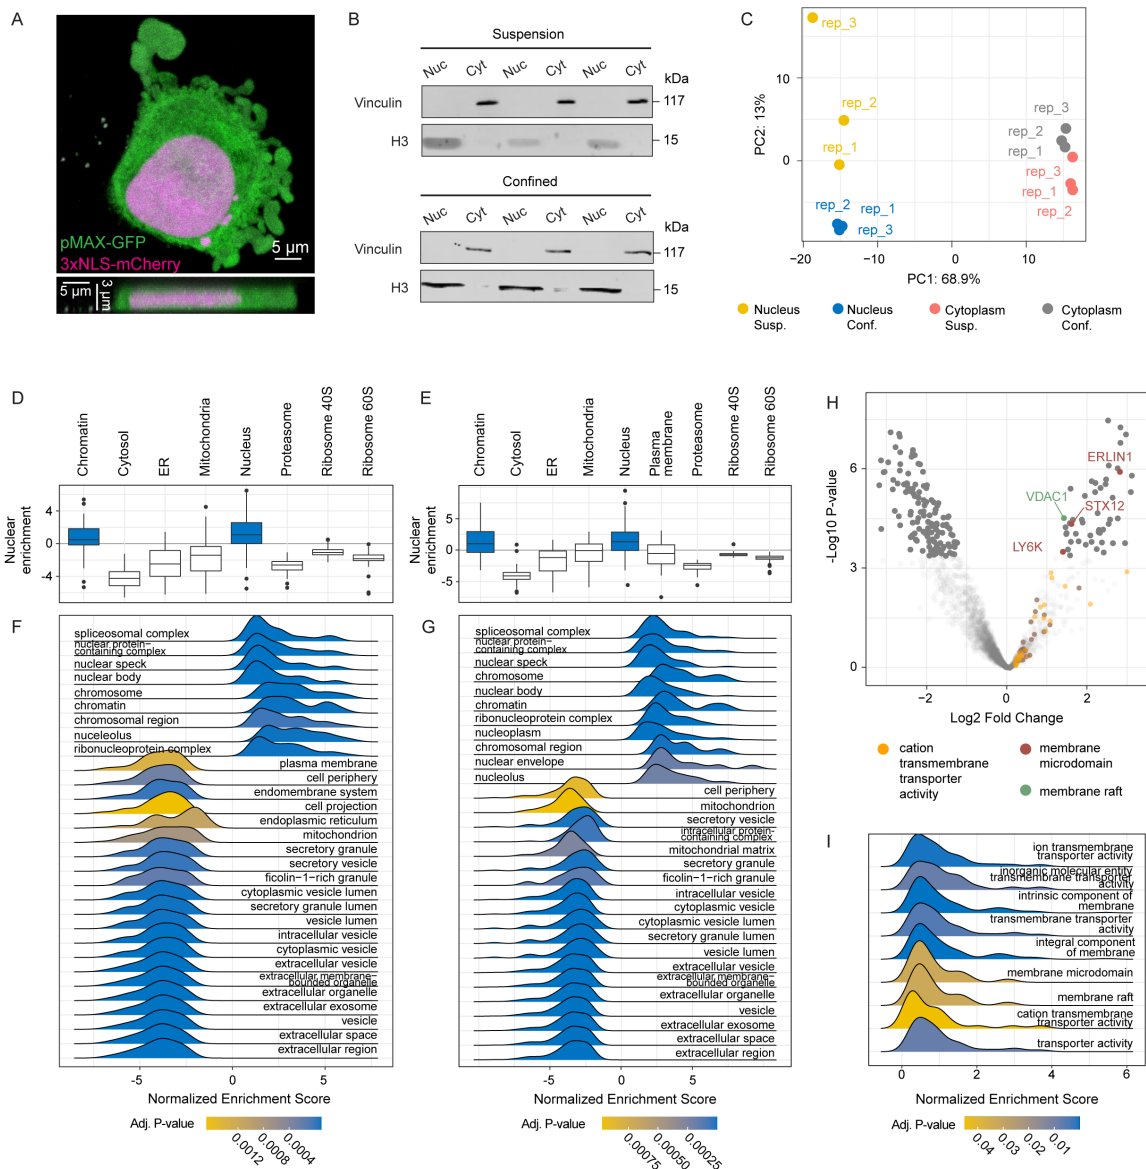 A
pMAX-GFP
3xNLS-mCherry
5 µm
5 µm
3 µm
B
Suspension
Nuc Cyt Nuc Cyt Nuc Cyt
kDa
Vinculin
117
H3
15
Confined
Nuc Cyt Nuc Cyt Nuc Cyt
kDa
Vinculin
117
H3
15
C
rep_3
10
rep_2
rep_3
rep_2
rep_1
rep_1
0
rep_3
rep_1
rep_2
rep_2 rep_1
rep_3
PC2: 13%
−20 −10 0 10
PC1: 68.9%
Nucleus Susp.
Nucleus Conf.
Cytoplasm Susp.
Cytoplasm Conf.
D
Chromatin
Cytosol
ER
Mitochondria
Nucleus
Proteasome
Ribosome 40S
Ribosome 60S
Nuclear enrichment
4
0
−4
E
Chromatin
Cytosol
ER
Mitochondria
Nucleus
Plasma membrane
Proteasome
Ribosome 40S
Ribosome 60S
Nuclear enrichment
5
0
−5
F
spliceosomal complex
nuclear protein−
containing complex
nuclear speck
nuclear body
chromosome
chromatin
chromosomal region
nuceleolus
ribonucleoprotein complex
plasma membrane
cell periphery
endomembrane system
cell projection
endoplasmic reticulum
mitochondrion
secretory granule
secretory vesicle
ficolin−1−rich granule
cytoplasmic vesicle lumen
secretory granule lumen
vesicle lumen
intracellular vesicle
cytoplasmic vesicle
extracellular vesicle
extracellular membrane−
bounded organelle
extracellular organelle
extracellular exosome
vesicle
extracellular space
extracellular region
-5 0 5
Normalized Enrichment Score
Adj. P-value
0.0012 0.0008 0.0004
G
spliceosomal complex
nuclear protein−
containing complex
nuclear speck
chromosome
nuclear body
chromatin
ribonucleoprotein complex
nucleoplasm
chromosomal region
nuclear envelope
nucleolus
cell periphery
mitochondrion
secretory vesicle
intracellular protein-
containing complex
mitochondrial matrix
secretory granule
ficolin−1−rich granule
intracellular vesicle
cytoplasmic vesicle
cytoplasmic vesicle lumen
secretory granule lumen
vesicle lumen
extracellular vesicle
extracellular membrane−
bounded organelle
extracellular organelle
vesicle
extracellular exosome
extracellular space
extracellular region
-5 0 5
Normalized Enrichment Score
Adj. P-value
0.00075 0.00050 0.00025
H
ERLIN1
6
VDAC1
STX12
LY6K
3
0
-Log10 P-value
−2 0 2
Log2 Fold Change
cation
transmembrane
transporter
activity
membrane
microdomain
membrane raft
I
ion transmembrane
transporter activity
inorganic molecular entity
transmembrane transporter
activity
intrinsic component of
membrane
transmembrane transporter
activity
integral component
of membrane
membrane microdomain
membrane raft
cation transmembrane
transporter activity
transporter activity
0 2 4 6
Normalized Enrichment Score
Adj. P-value
0.04 0.03 0.02 0.01